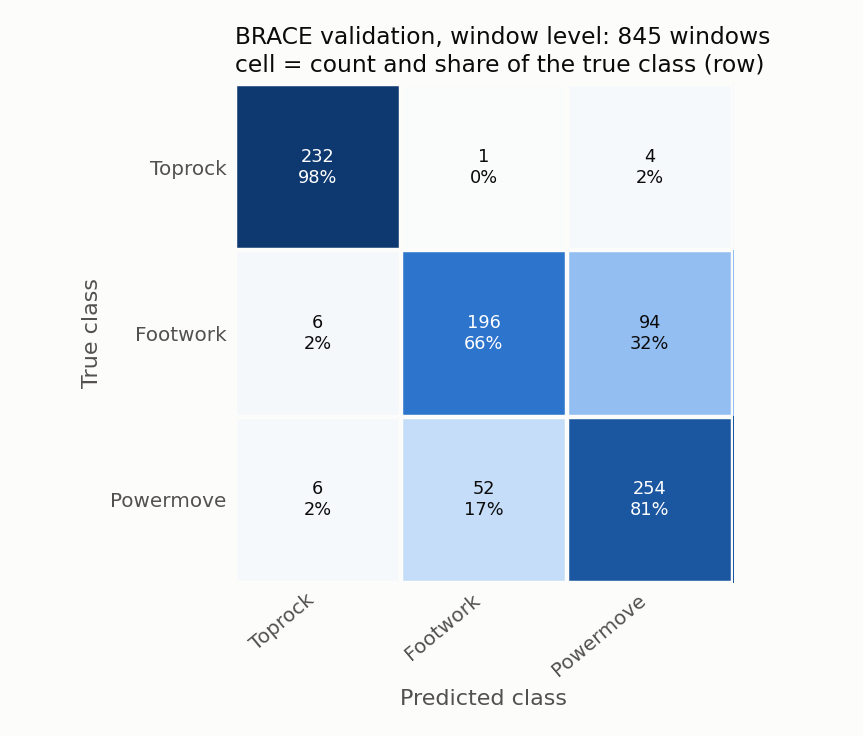 BRACE validation, window level: 845 windows
cell = count and share of the true class (row)
True class
Toprock
232
98%
1
0%
4
2%
Footwork
6
2%
196
66%
94
32%
Powermove
6
2%
52
17%
254
81%
Toprock
Footwork
Powermove
Predicted class